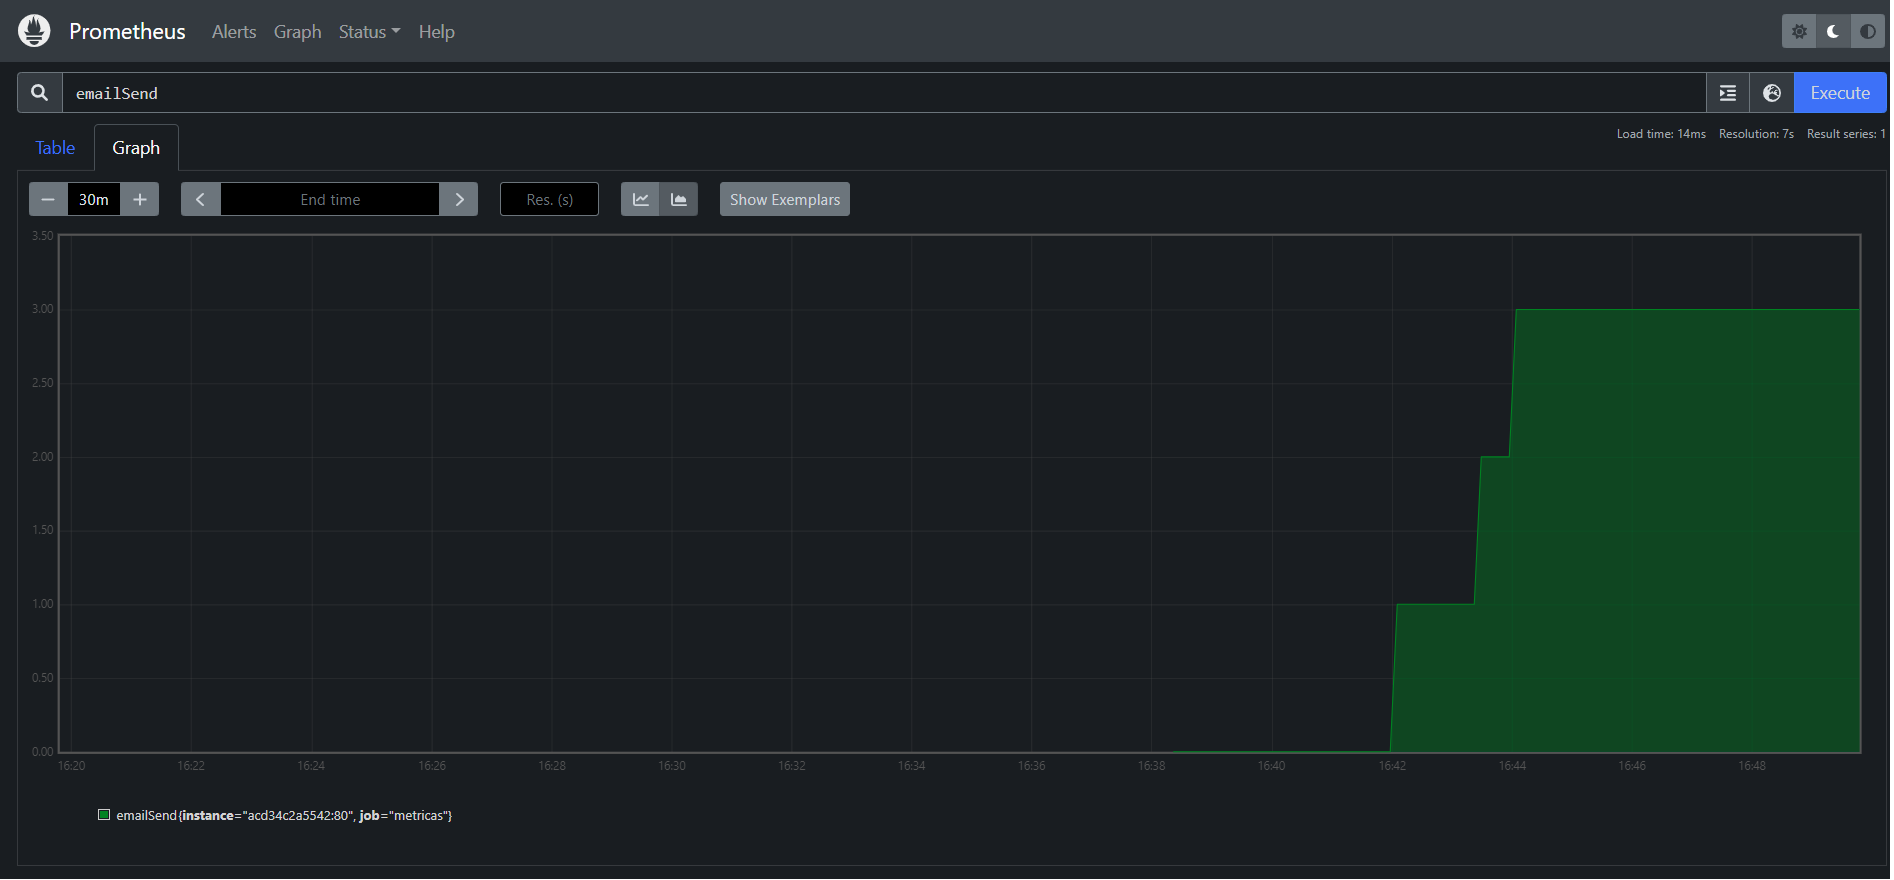 Prometheus Alerts Graph Status Help
emailSend
Execute
Table Graph
Load time: 14ms Resolution: 7s Result series: 1
30m End time Res. (s) Show Exemplars
3.50
3.00
2.50
2.00
1.50
1.00
0.50
0.00
16:20 16:22 16:24 16:26 16:28 16:30 16:32 16:34 16:36 16:38 16:40 16:42 16:44 16:46 16:48
emailSend{instance="acd34c2a5542:80", job="metricas"}